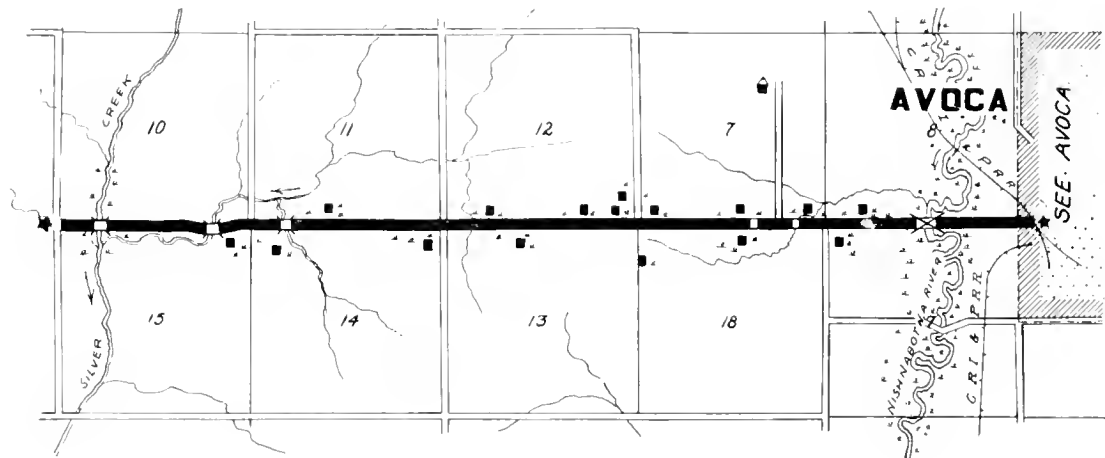 AVOCA
CREEK
10
11
12
7
8
C R I & P R R
SEE. AVOCA
15
14
13
18
SILVER
NISHNABOTNA RIVER
C R I & P R R